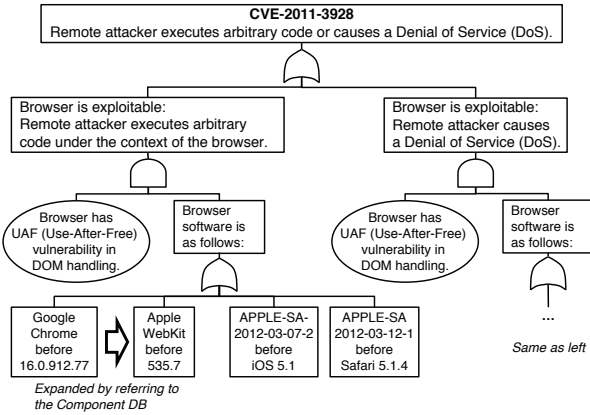 CVE-2011-3928
Remote attacker executes arbitrary code or causes a Denial of Service (DoS).
Browser is exploitable:
Remote attacker executes arbitrary
code under the context of the browser.
Browser is exploitable:
Remote attacker causes
a Denial of Service (DoS).
Browser has
UAF (Use-After-Free)
vulnerability in
DOM handling.
Browser
software is
as follows:
Browser has
UAF (Use-After-Free)
vulnerability in
DOM handling.
Browser
software is
as follows:
Google
Chrome
before
16.0.912.77
Apple
WebKit
before
535.7
APPLE-SA-
2012-03-07-2
before
iOS 5.1
APPLE-SA
2012-03-12-1
before
Safari 5.1.4
...
Same as left
Expanded by referring to
the Component DB